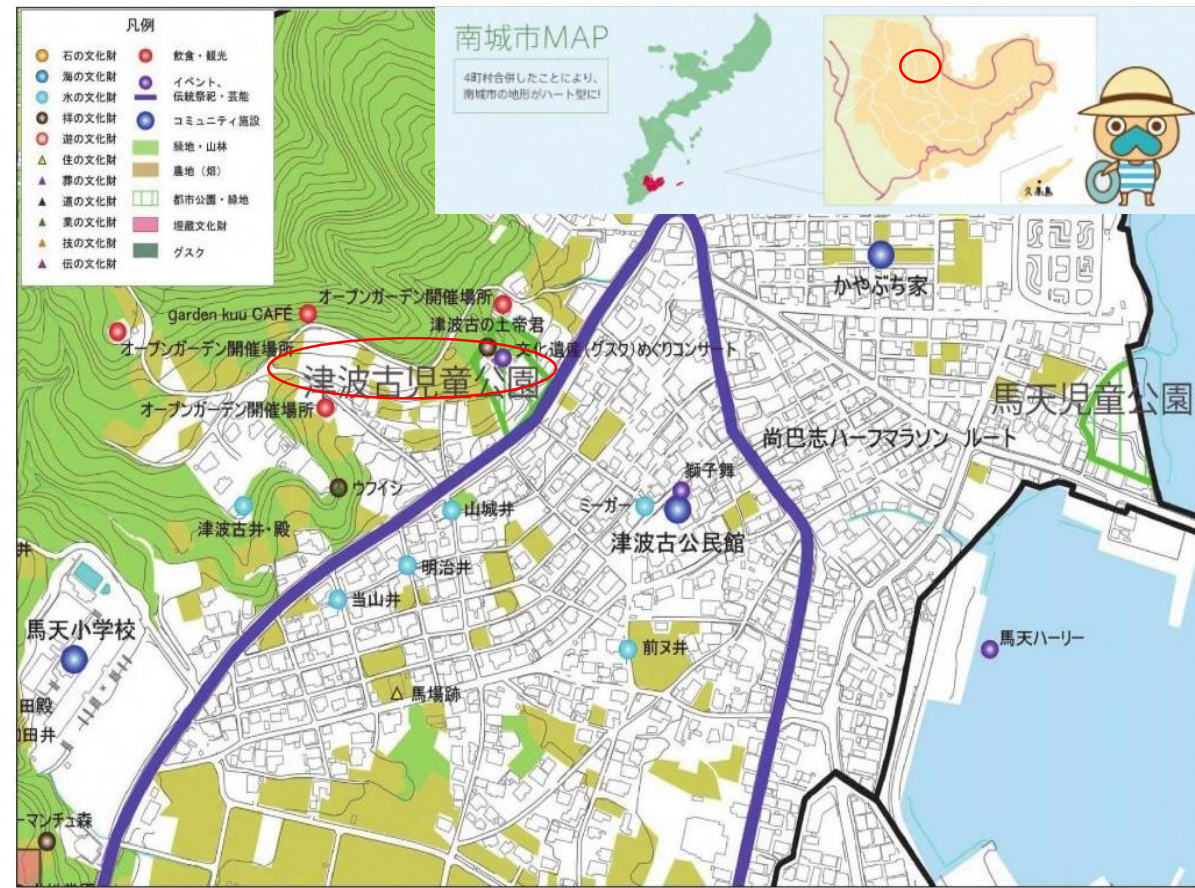 凡例
石の文化財
海の文化財
水の文化財
拝の文化財
遊の文化財
住の文化財
葬の文化財
道の文化財
業の文化財
技の文化財
伝の文化財
飲食・観光
イベント、
伝統祭祀・芸能
コミュニティ施設
緑地・山林
農地（畑）
都市公園・緑地
埋蔵文化財
グスク
南城市MAP
4町村合併したことにより、
南城市の地形がハート型に!
久高島
かやぶち家
オープンガーデン開催場所
garden kuu CAFÉ
津波古の土帝君
オープンガーデン開催場所
文化遺産(グスク)めぐりコンサート
津波古児童公園
馬天児童公園
オープンガーデン開催場所
尚巴志ハーフマラソン ルート
獅子舞
ウフイシ
ミーガー
山城井
津波古井・殿
津波古公民館
井
明治井
当山井
馬天小学校
馬天ハーリー
前ヌ井
馬場跡
田殿
田井
ーマンチュ森